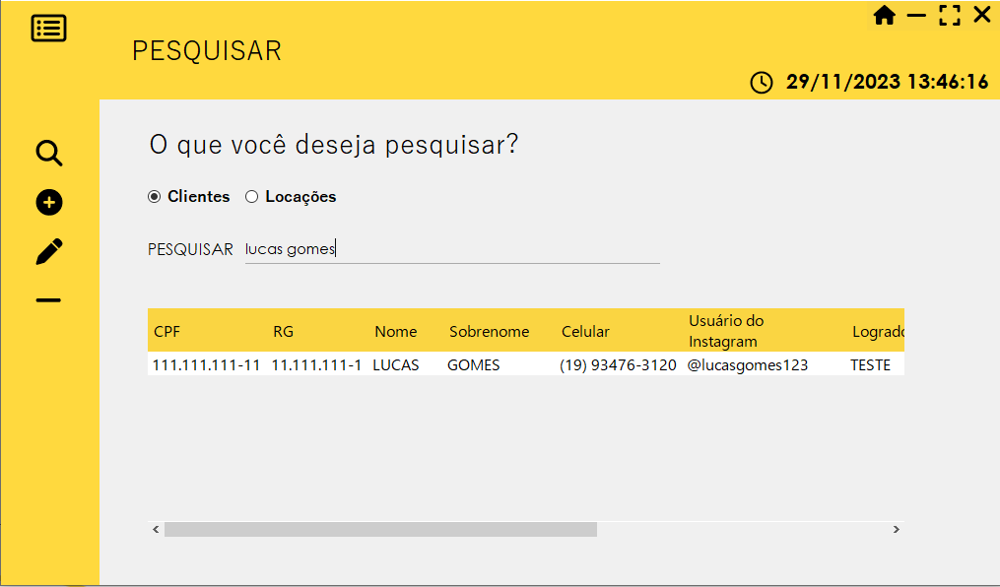 PESQUISAR
29/11/2023 13:46:16
O que você deseja pesquisar?
Clientes Locações
PESQUISAR lucas gomes
CPF RG Nome Sobrenome Celular Usuário do Instagram Lograd
111.111.111-11 11.111.111-1 LUCAS GOMES (19) 93476-3120 @lucasgomes123 TESTE